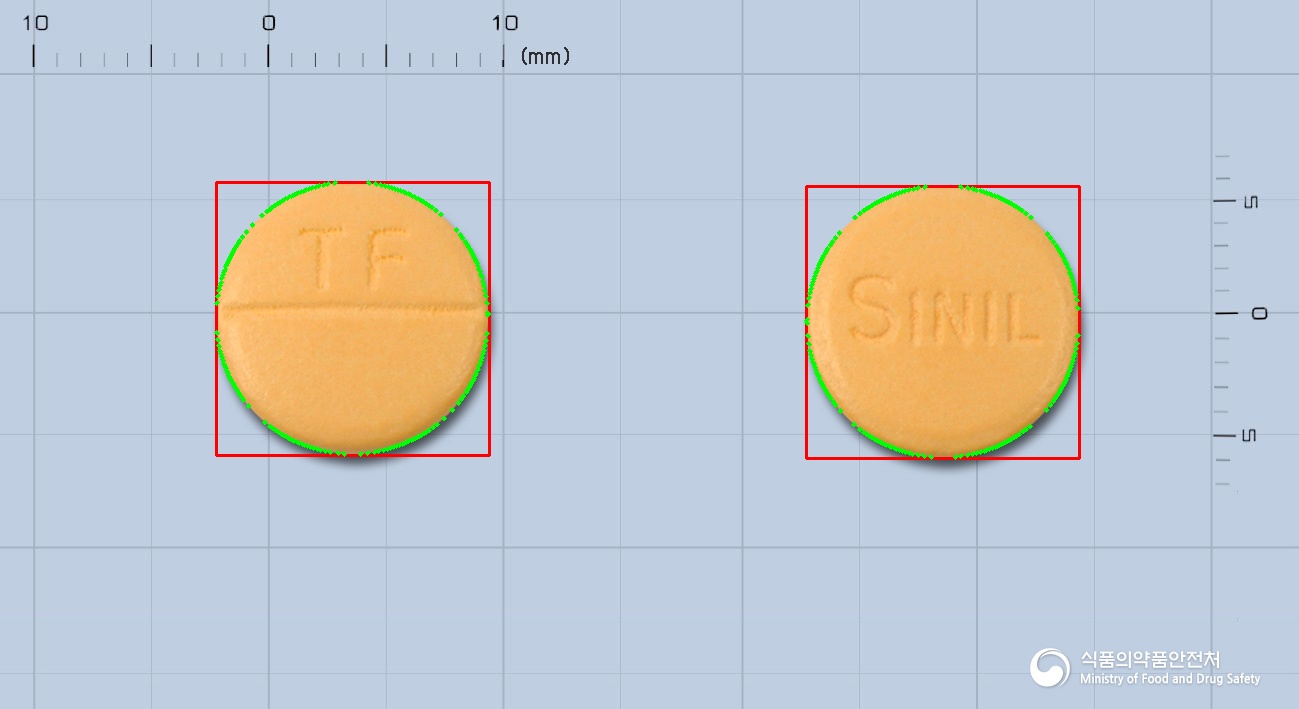 10 0 10
(mm)
TF
SINIL
5
0
5
식품의약품안전처
Ministry of Food and Drug Safety